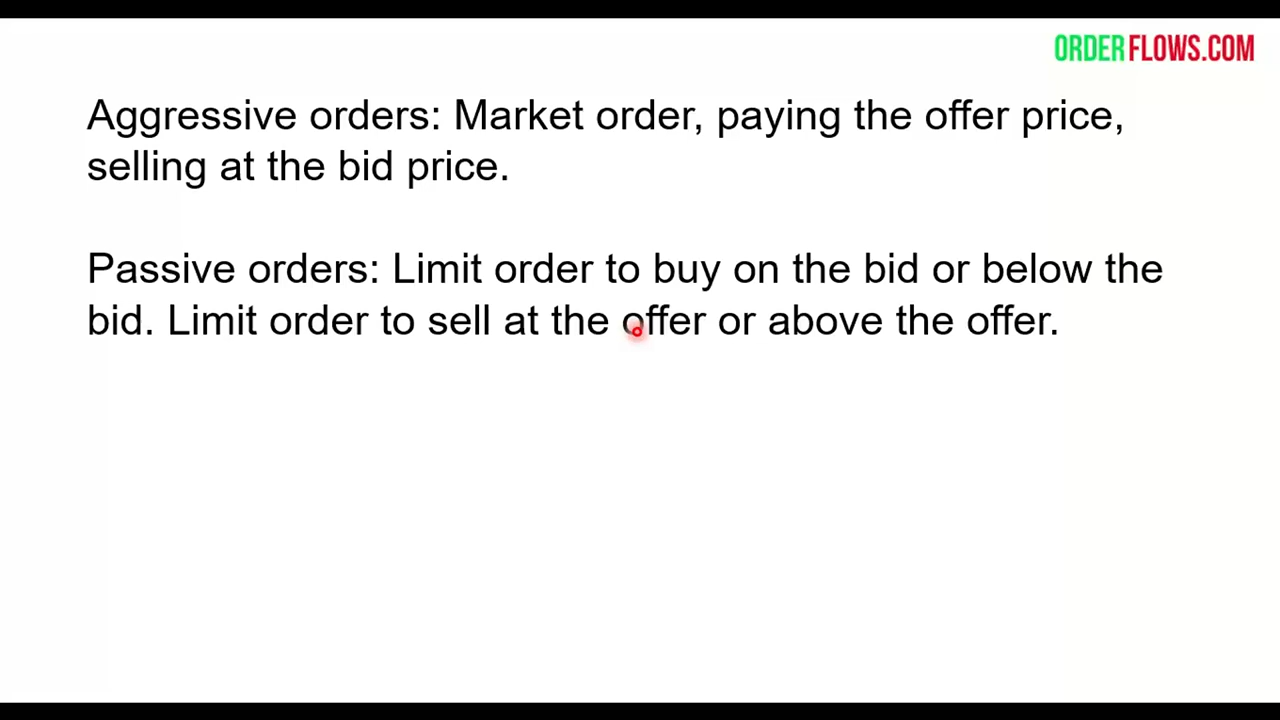 ORDERFLOWS.COM
Aggressive orders: Market order, paying the offer price,
selling at the bid price.
Passive orders: Limit order to buy on the bid or below the
bid. Limit order to sell at the offer or above the offer.